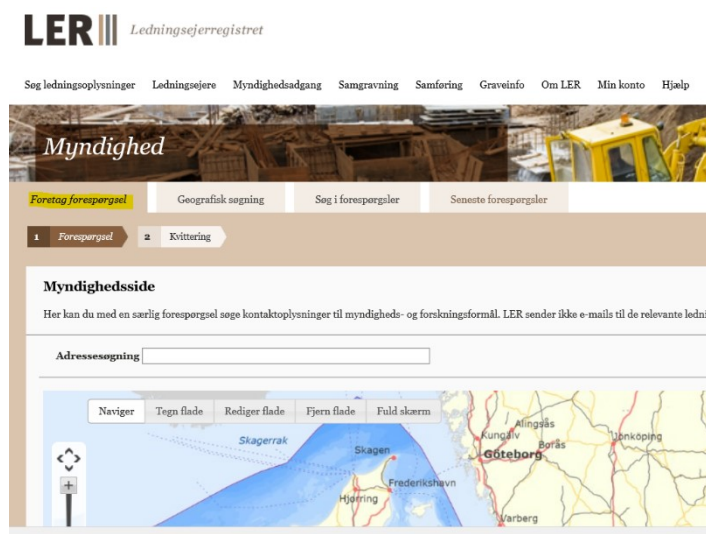 LER Ledningsejerregistret
Søg ledningsoplysninger Ledningsejere Myndighedsadgang Samgravning Samføring Graveinfo Om LER Min konto Hjælp
Myndighed
Foretag forespørgsel Geografisk søgning Søg i forespørgsler Seneste forespørgsler
1 Forespørgsel 2 Kvittering
Myndighedsside
Her kan du med en særlig forespørgsel søge kontaktoplysninger til myndigheds- og forskningsformål. LER sender ikke e-mails til de relevante
Adressesøgning
Naviger Tegn flade Rediger flade Fjern flade Fuld skærm
Alingsås
Skagerrak Kungälv Jönköping
Skagen Göteborg Borås
Frederikshavn
Hjørring
Varberg